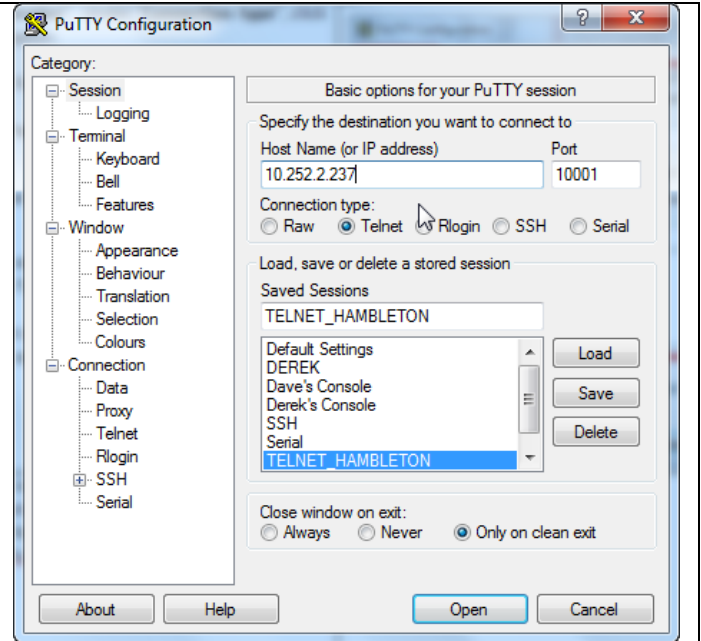 PuTTY Configuration
Category:
Session
Logging
Terminal
Keyboard
Bell
Features
Window
Appearance
Behaviour
Translation
Selection
Colours
Connection
Data
Proxy
Telnet
Rlogin
SSH
Serial
Basic options for your PuTTY session
Specify the destination you want to connect to
Host Name (or IP address) Port
10.252.2.237 10001
Connection type:
Raw Telnet Rlogin SSH Serial
Load, save or delete a stored session
Saved Sessions
TELNET_HAMBLETON
Default Settings
DEREK
Dave's Console
Derek's Console
SSH
Serial
TELNET_HAMBLETON
Load
Save
Delete
Close window on exit:
Always Never Only on clean exit
About Help Open Cancel